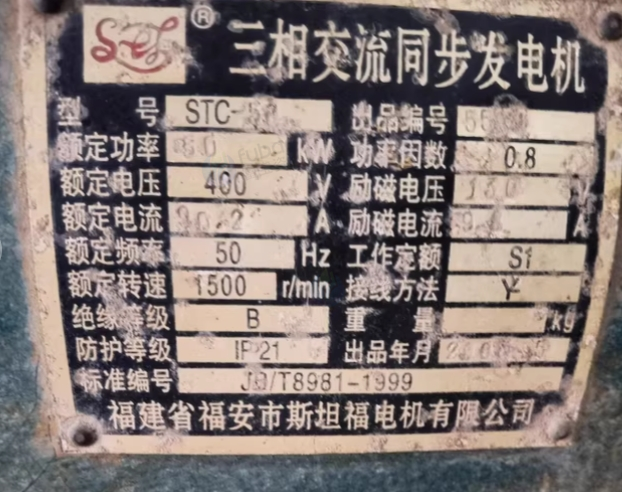 ® 三相交流同步发电机
型 号 STC- 出品编号
额定功率 kW 功率因数 0.8
额定电压 400 V 励磁电压 V
额定电流 A 励磁电流 A
额定频率 50 Hz 工作定额 S1
额定转速 1500 r/min 接线方法 Y
绝缘等级 B 重 量 kg
防护等级 IP21 出品年月
标准编号 JB/T8981-1999
福建省福安市斯坦福电机有限公司